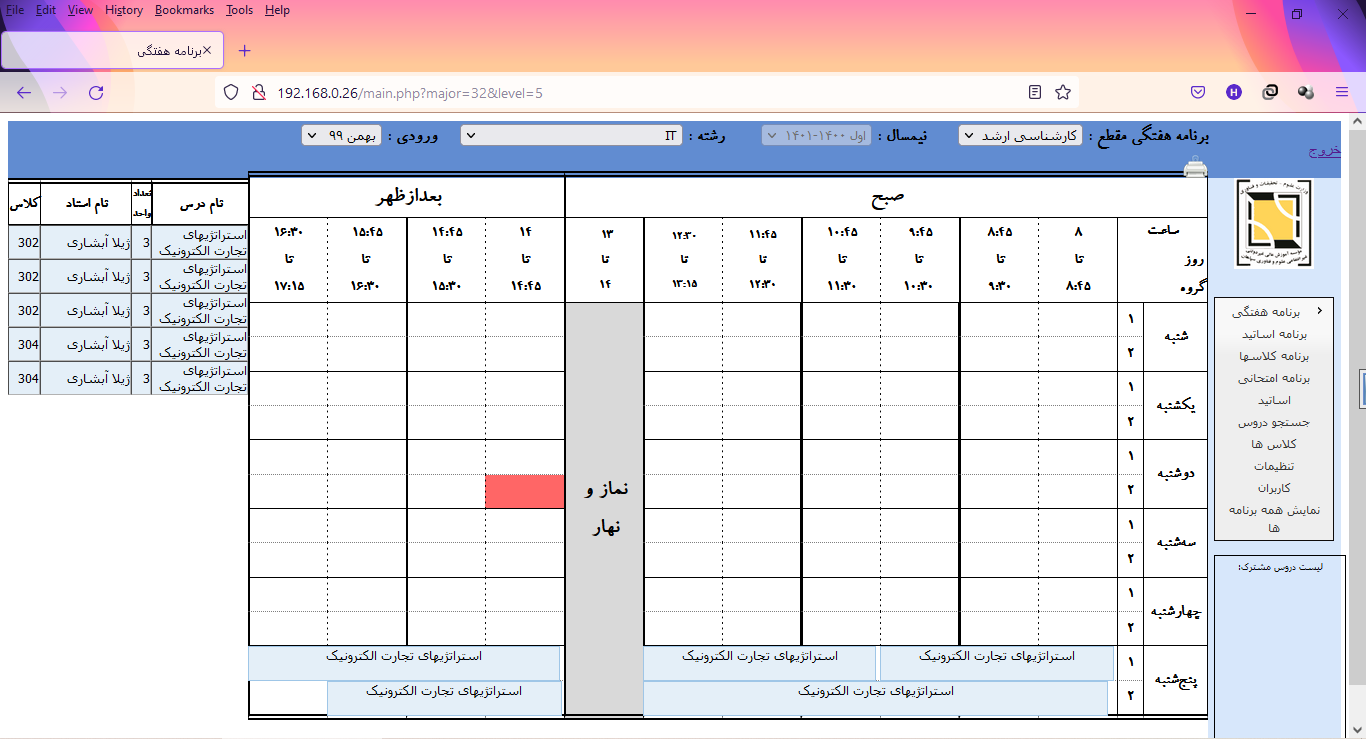 File Edit View History Bookmarks Tools Help
برنامه هفتگی
192.168.0.26/main.php?major=32&level=5
برنامه هفتگی مقطع : کارشناسی ارشد نیمسال : اول ۱۴۰۰-۱۴۰۱ رشته : IT ورودی : بهمن ۹۹
خروج
صبح بعدازظهر
ساعت
روز
گروه
۸ تا ۸:۴۵
۸:۴۵ تا ۹:۳۰
۹:۴۵ تا ۱۰:۳۰
۱۰:۴۵ تا ۱۱:۳۰
۱۱:۴۵ تا ۱۲:۳۰
۱۲:۳۰ تا ۱۳:۱۵
۱۳ تا ۱۴
۱۴ تا ۱۴:۴۵
۱۴:۴۵ تا ۱۵:۳۰
۱۵:۴۵ تا ۱۶:۳۰
۱۶:۳۰ تا ۱۷:۱۵
شنبه ۱
۲
یکشنبه ۱
۲
دوشنبه ۱
۲
سه‌شنبه ۱
۲
چهارشنبه ۱
۲
پنج‌شنبه ۱ استراتژیهای تجارت الکترونیک استراتژیهای تجارت الکترونیک استراتژیهای تجارت الکترونیک
۲ استراتژیهای تجارت الکترونیک استراتژیهای تجارت الکترونیک
نماز و
نهار
نام درس تعداد واحد نام استاد کلاس
استراتژیهای تجارت الکترونیک 3 ژیلا آبشاری 302
استراتژیهای تجارت الکترونیک 3 ژیلا آبشاری 302
استراتژیهای تجارت الکترونیک 3 ژیلا آبشاری 302
استراتژیهای تجارت الکترونیک 3 ژیلا آبشاری 304
استراتژیهای تجارت الکترونیک 3 ژیلا آبشاری 304
برنامه هفتگی
برنامه اساتید
برنامه کلاسها
برنامه امتحانی
اساتید
جستجو دروس
کلاس ها
تنظیمات
کاربران
نمایش همه برنامه
ها
لیست دروس مشترک: